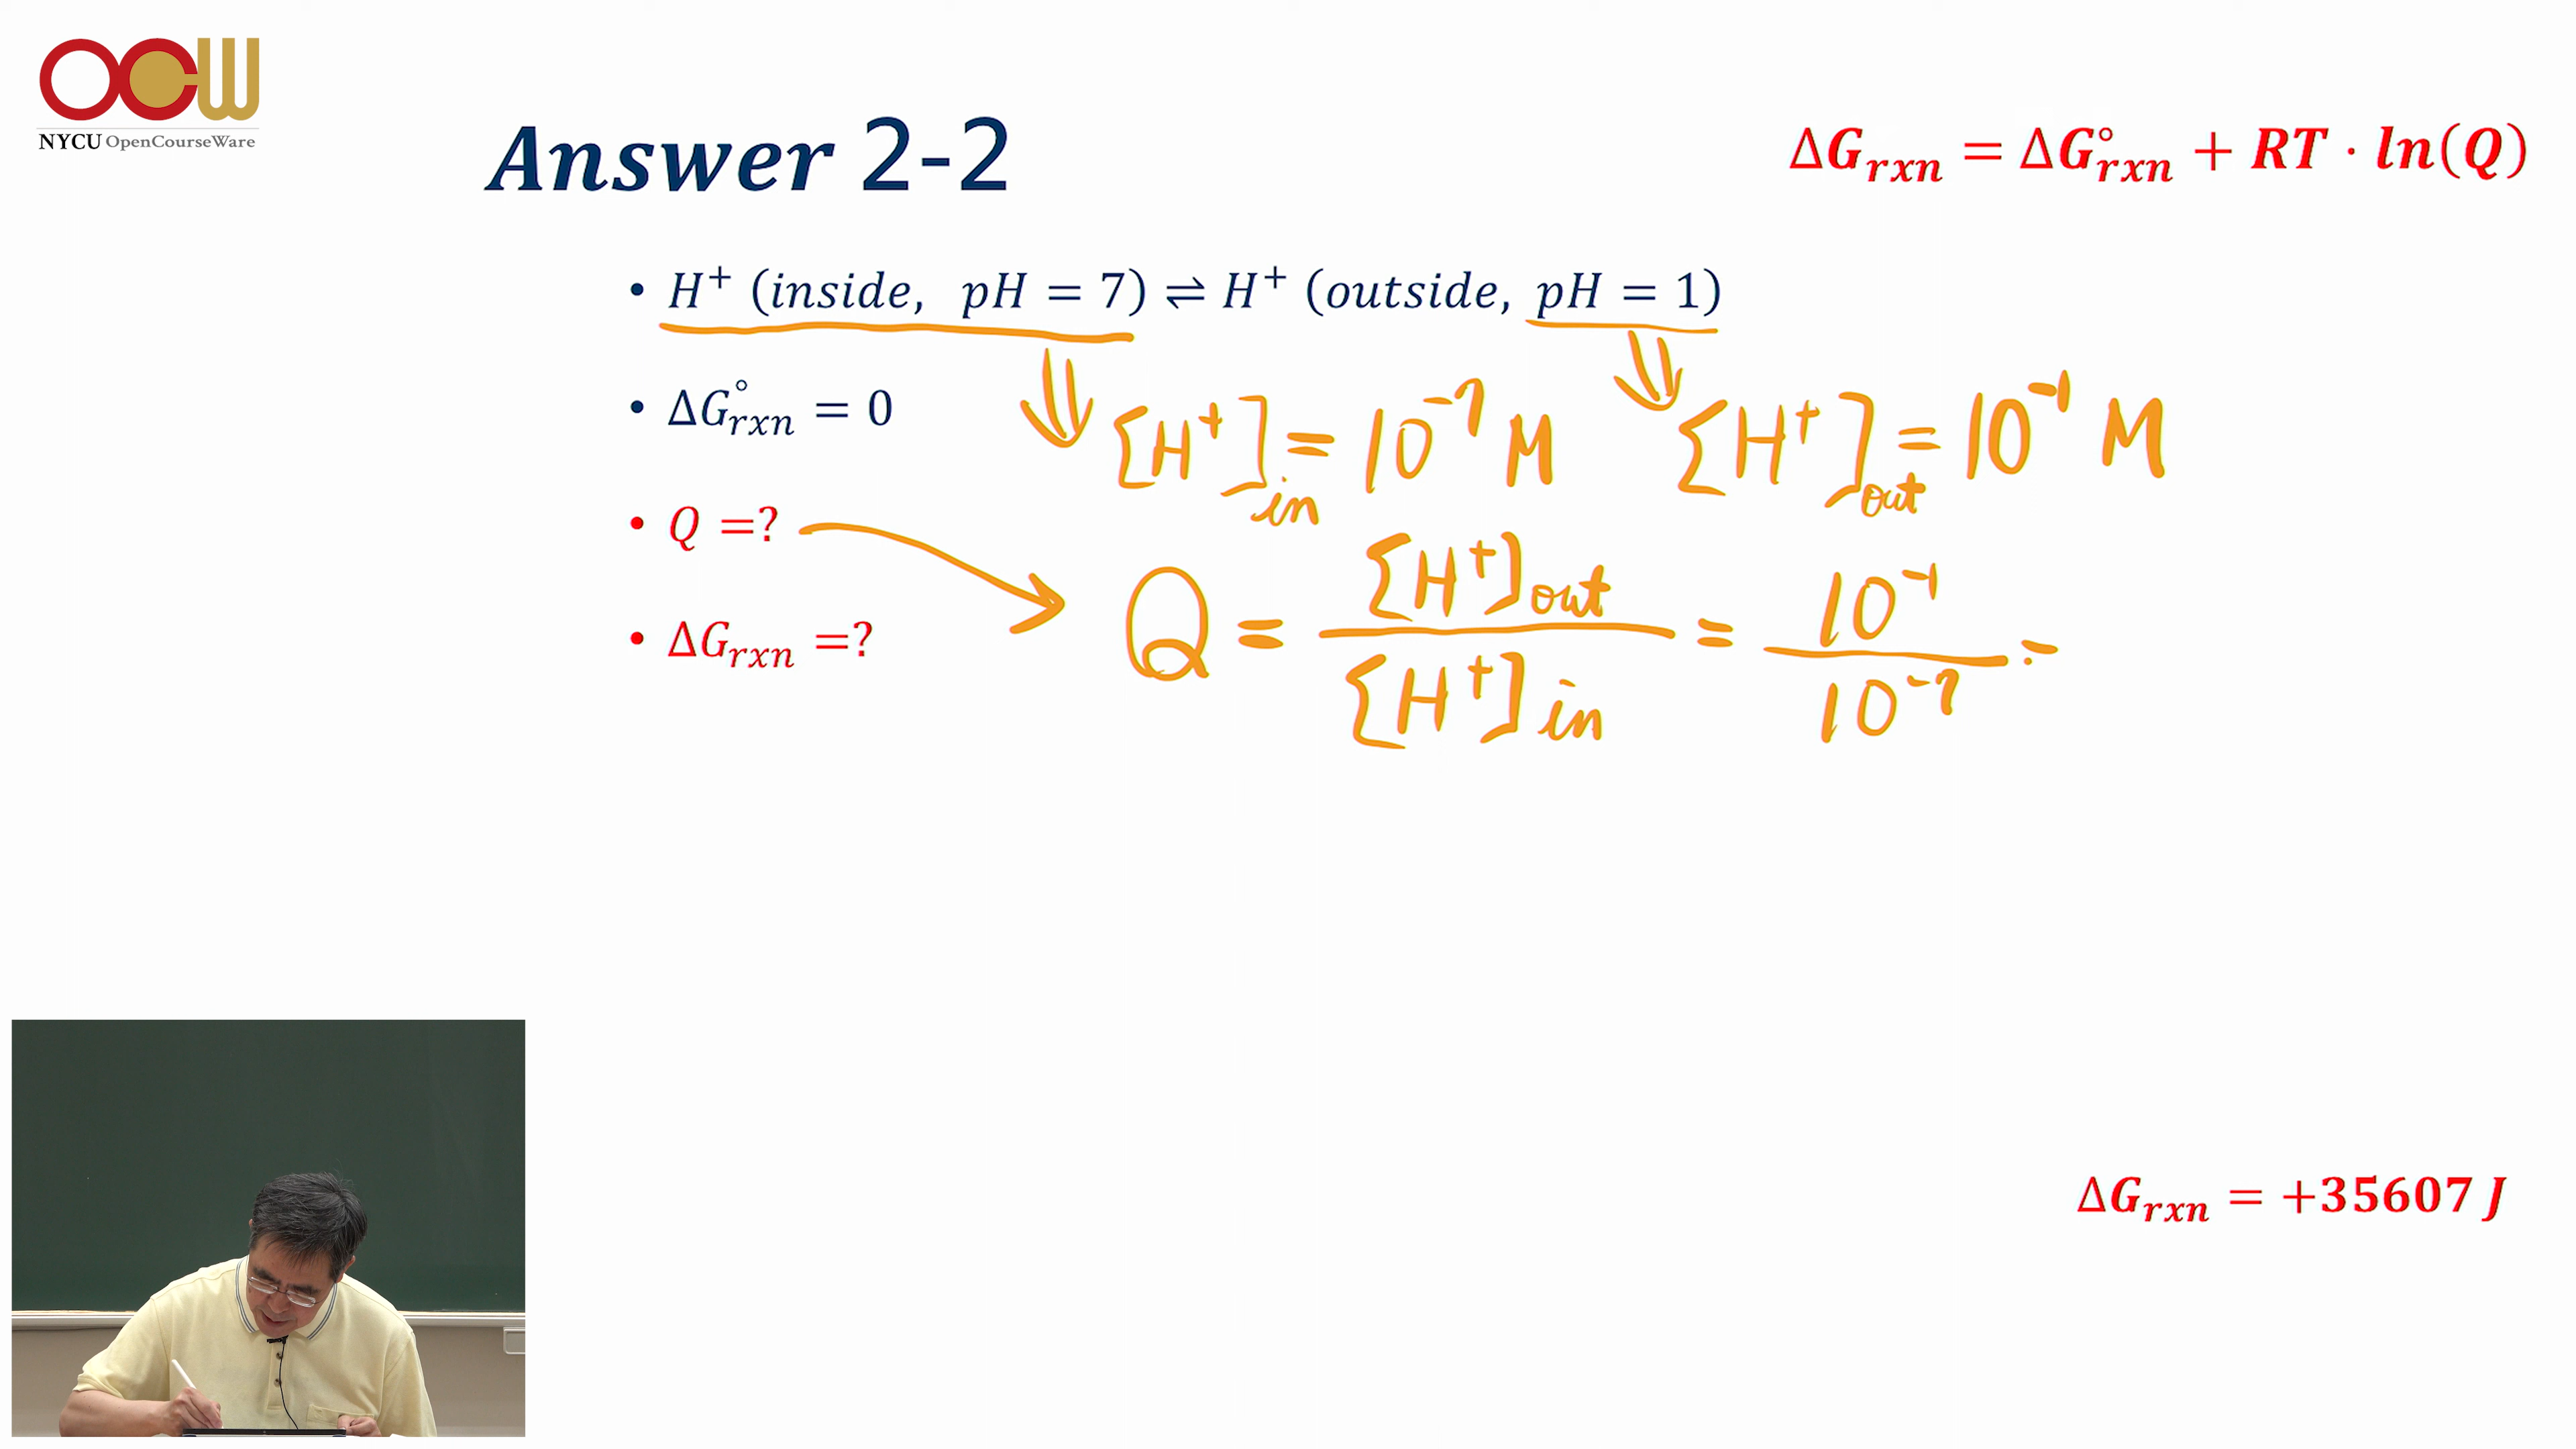 OCW
NYCU OpenCourseWare
Answer 2-2
ΔG_rxn = ΔG°_rxn + RT · ln(Q)
• H⁺ (inside, pH = 7) ⇌ H⁺ (outside, pH = 1)
• ΔG°_rxn = 0
[H⁺]_in = 10⁻⁷ M
[H⁺]_out = 10⁻¹ M
• Q =?
Q = [H⁺]_out / [H⁺]_in = 10⁻¹ / 10⁻⁷ =
• ΔG_rxn =?
ΔG_rxn = +35607 J